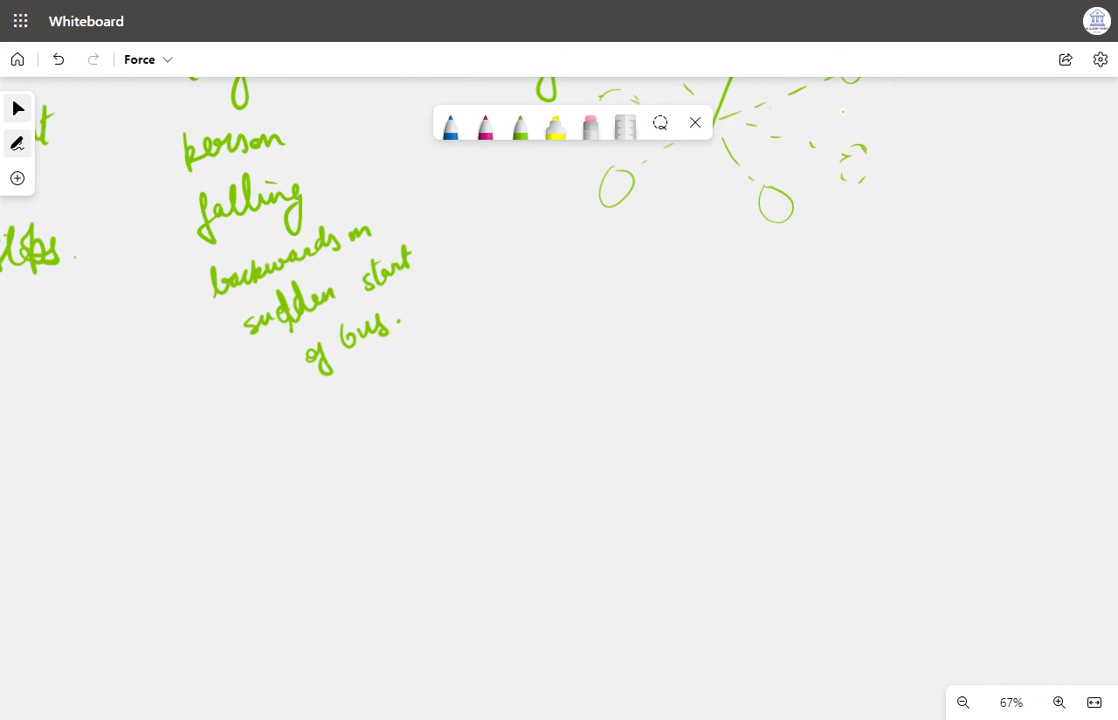 Whiteboard
Force
person
falling
backwards on
sudden start
of bus.
67%